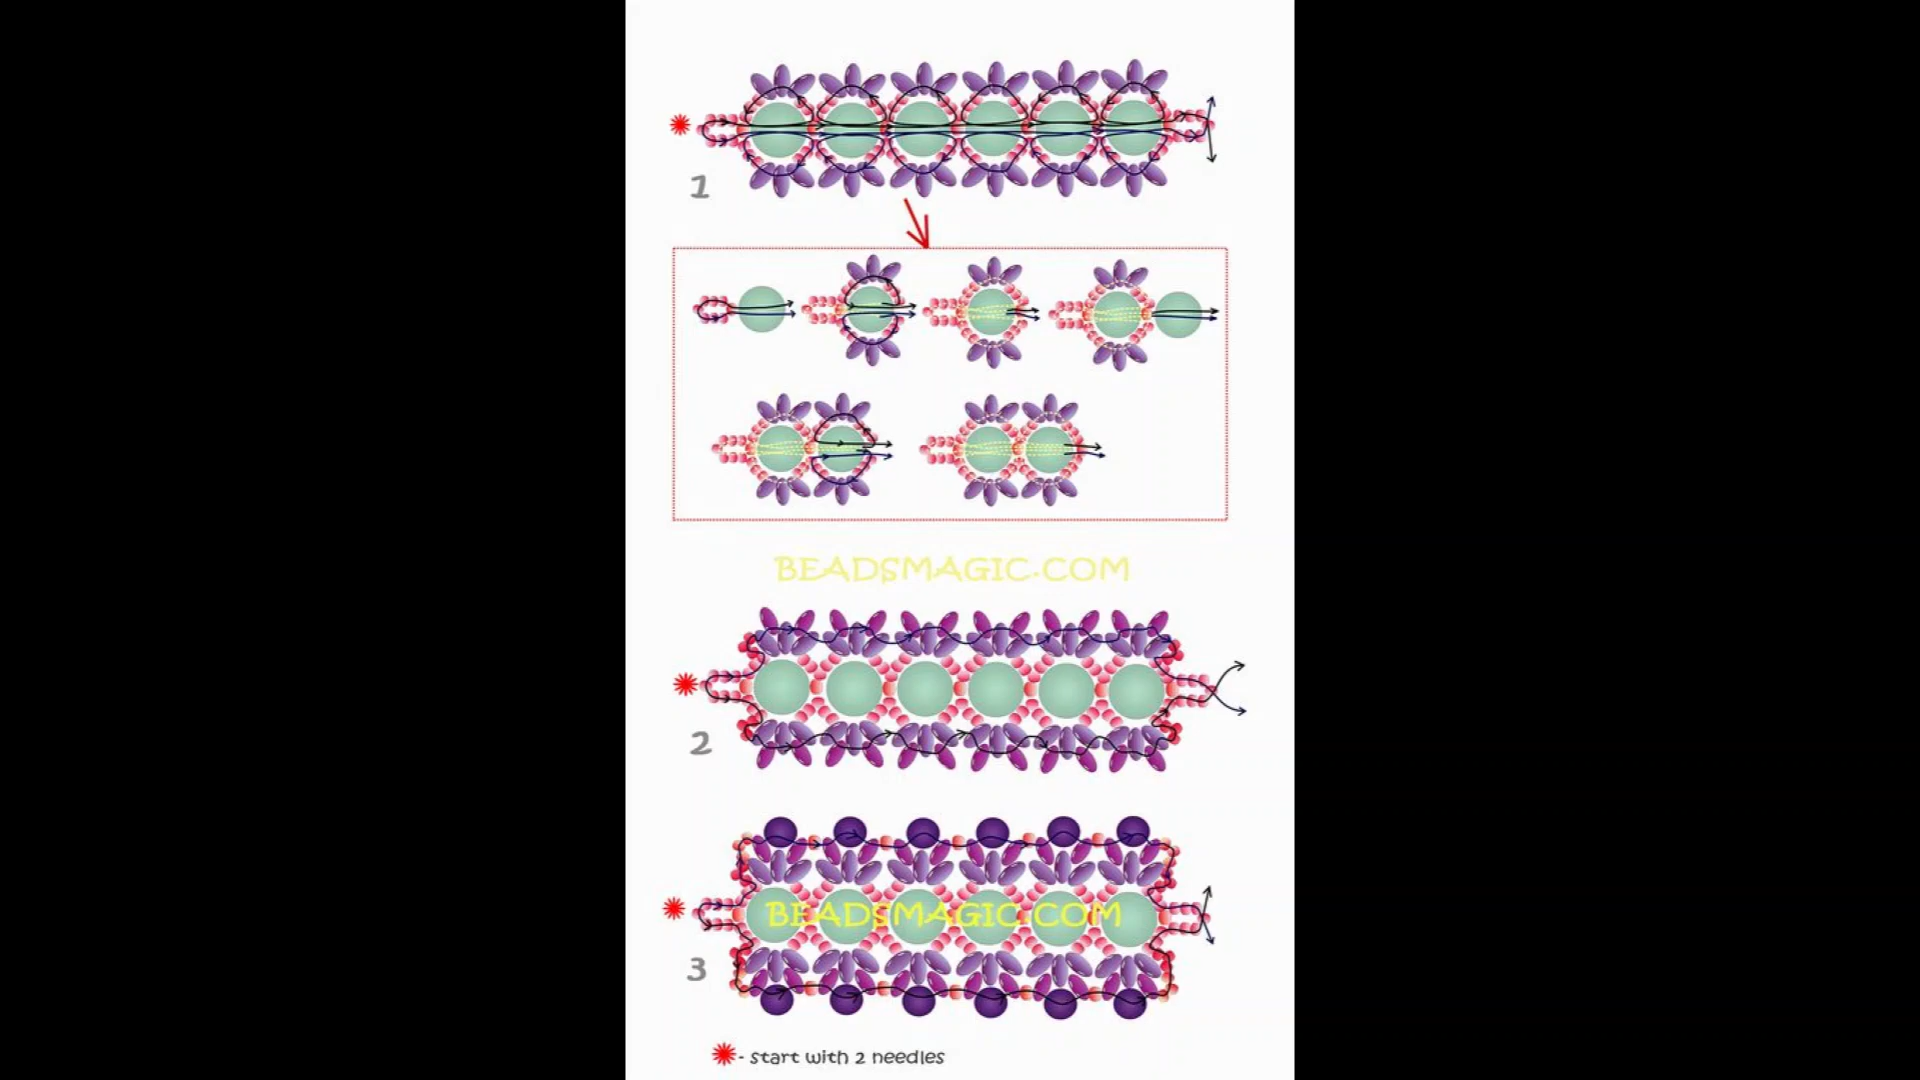 1
BEADSMAGIC.COM
2
BEADSMAGIC.COM
3
- start with 2 needles